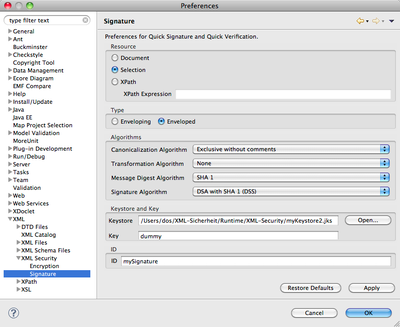 Preferences
type filter text
General
Ant
Buckminster
Checkstyle
Copyright Tool
Data Management
Ecore Diagram
EMF Compare
Help
Install/Update
Java
Java EE
Map Project Selection
Model Validation
MoreUnit
Plug-in Development
Run/Debug
Server
Tasks
Team
Validation
Web
Web Services
XDoclet
XML
DTD Files
XML Catalog
XML Files
XML Schema Files
XML Security
Encryption
Signature
XPath
XSL
Signature
Preferences for Quick Signature and Quick Verification.
Resource
Document
Selection
XPath
XPath Expression
Type
Enveloping Enveloped
Algorithms
Canonicalization Algorithm Exclusive without comments
Transformation Algorithm None
Message Digest Algorithm SHA 1
Signature Algorithm DSA with SHA 1 (DSS)
Keystore and Key
Keystore /Users/dos/XML-Sicherheit/Runtime/XML-Security/myKeystore2.jks Open...
Key dummy
ID
ID mySignature
Restore Defaults Apply
? Cancel OK